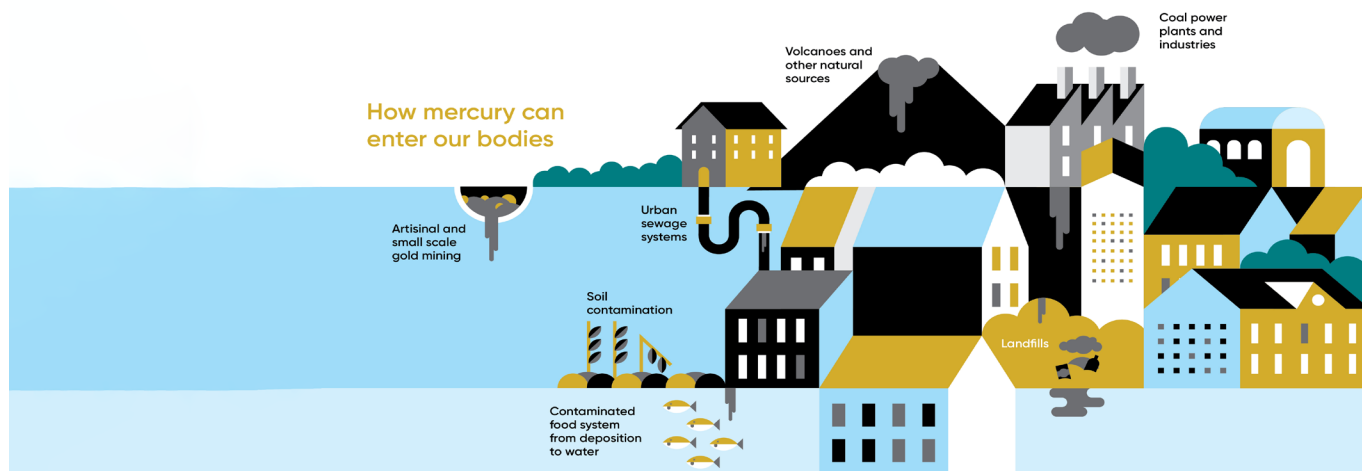 How mercury can
enter our bodies
Volcanoes and
other natural
sources
Coal power
plants and
industries
Artisinal and
small scale
gold mining
Urban
sewage
systems
Soil
contamination
Landfills
Contaminated
food system
from deposition
to water